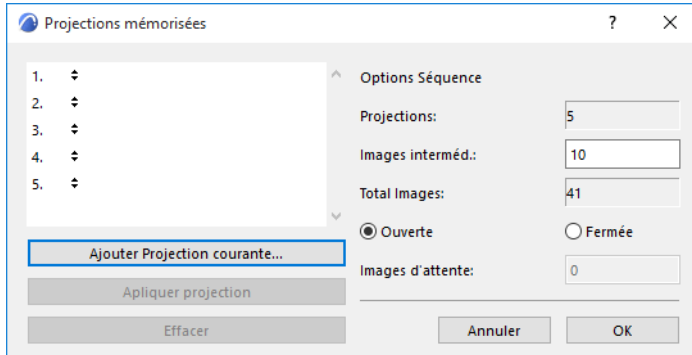 Projections mémorisées
1.
2.
3.
4.
5.
Ajouter Projection courante...
Appliquer projection
Effacer
Options Séquence
Projections: 5
Images interméd.: 10
Total Images: 41
Ouverte Fermée
Images d'attente: 0
Annuler OK